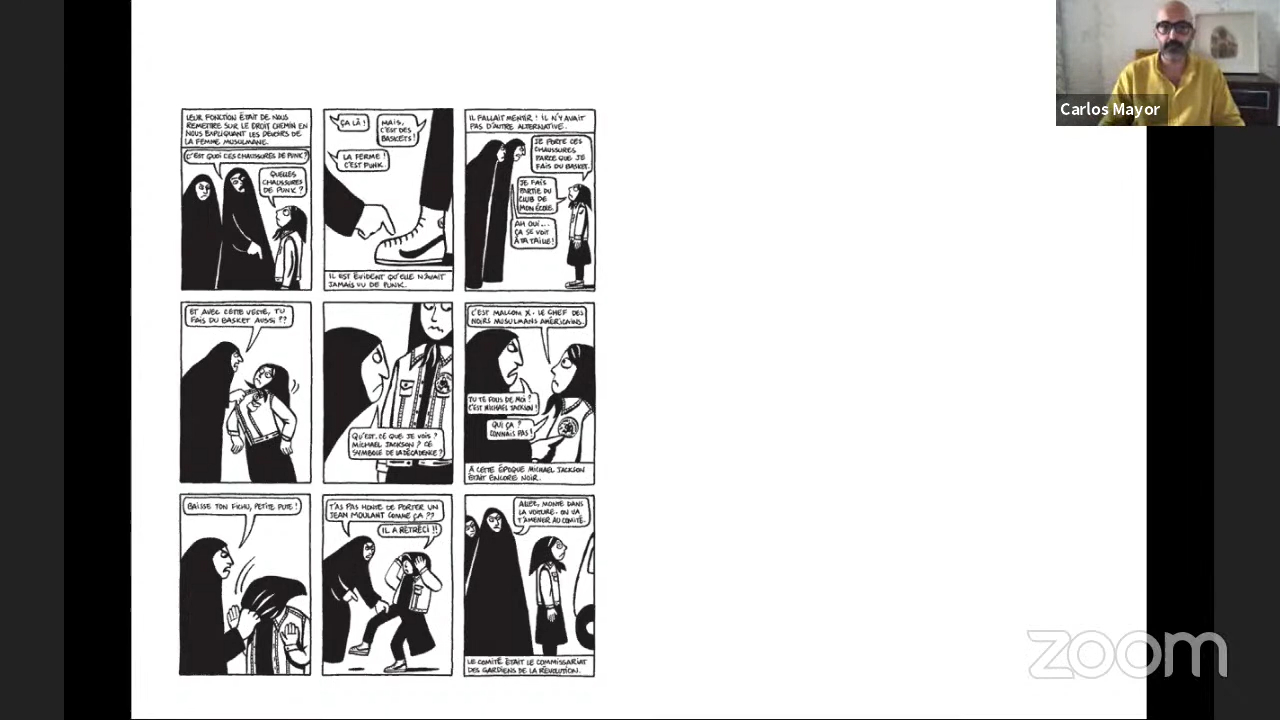 LEUR FONCTION ÉTAIT DE NOUS
REMETTRE SUR LE DROIT CHEMIN EN
NOUS EXPLIQUANT LES DEVOIRS DE
LA FEMME MUSULMANE.
C'EST QUOI CES CHAUSSURES DE PUNK?
QUELLES
CHAUSSURES
DE PUNK ?
ÇA LÀ !
MAIS,
C'EST DES
BASKETS !
LA FERME !
C'EST PUNK.
IL EST ÉVIDENT QU'ELLE N'AVAIT
JAMAIS VU DE PUNK.
IL FALLAIT MENTIR : IL N'Y AVAIT
PAS D'AUTRE ALTERNATIVE.
JE PORTE CES
CHAUSSURES
PARCE QUE JE
FAIS DU BASKET.
JE FAIS
PARTIE DU
CLUB DE
MON ÉCOLE.
AH OUI...
ÇA SE VOIT
À TA TAILLE !
ET AVEC CETTE VESTE, TU
FAIS DU BASKET AUSSI ??
QU'EST-CE QUE JE VOIS ?
MICHAEL JACKSON ? CE
SYMBOLE DE LA DÉCADENCE ?
C'EST MALCOM X. LE CHEF DES
NOIRS MUSULMANS AMÉRICAINS.
TU TE FOUS DE MOI ?
C'EST MICHAEL JACKSON !
QUI ÇA ?
CONNAIS PAS !
À CETTE ÉPOQUE MICHAEL JACKSON
ÉTAIT ENCORE NOIR.
BAISSE TON FICHU, PETITE PUTE !
T'AS PAS HONTE DE PORTER UN
JEAN MOULANT COMME ÇA ??
IL A RÉTRÉCI !!
ALLEZ, MONTE DANS
LA VOITURE. ON VA
T'AMENER AU COMITÉ.
LE COMITÉ ÉTAIT LE COMMISSARIAT
DES GARDIENS DE LA RÉVOLUTION.
Carlos Mayor
zoom